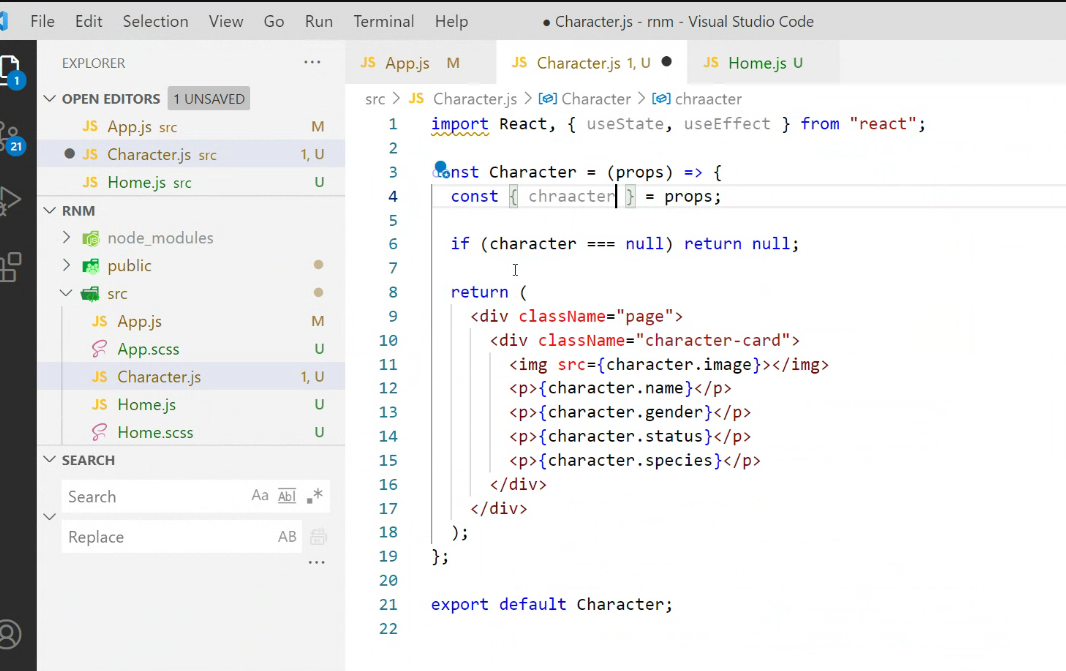 File Edit Selection View Go Run Terminal Help ● Character.js - rnm - Visual Studio Code
EXPLORER ...
JS App.js M JS Character.js 1, U ● JS Home.js U
OPEN EDITORS 1 UNSAVED
src > JS Character.js > Character > chraacter
JS App.js src M
JS Character.js src 1, U
JS Home.js src U
RNM
node_modules
public
src
JS App.js M
App.scss U
JS Character.js 1, U
JS Home.js U
Home.scss U
SEARCH
Search Aa Abl .*
Replace AB
...
1
21
1 import React, { useState, useEffect } from "react";
2
3 nst Character = (props) => {
4 const { chraacter } = props;
5
6 if (character === null) return null;
7
8 return (
9 <div className="page">
10 <div className="character-card">
11 <img src={character.image}></img>
12 <p>{character.name}</p>
13 <p>{character.gender}</p>
14 <p>{character.status}</p>
15 <p>{character.species}</p>
16 </div>
17 </div>
18 );
19 };
20
21 export default Character;
22